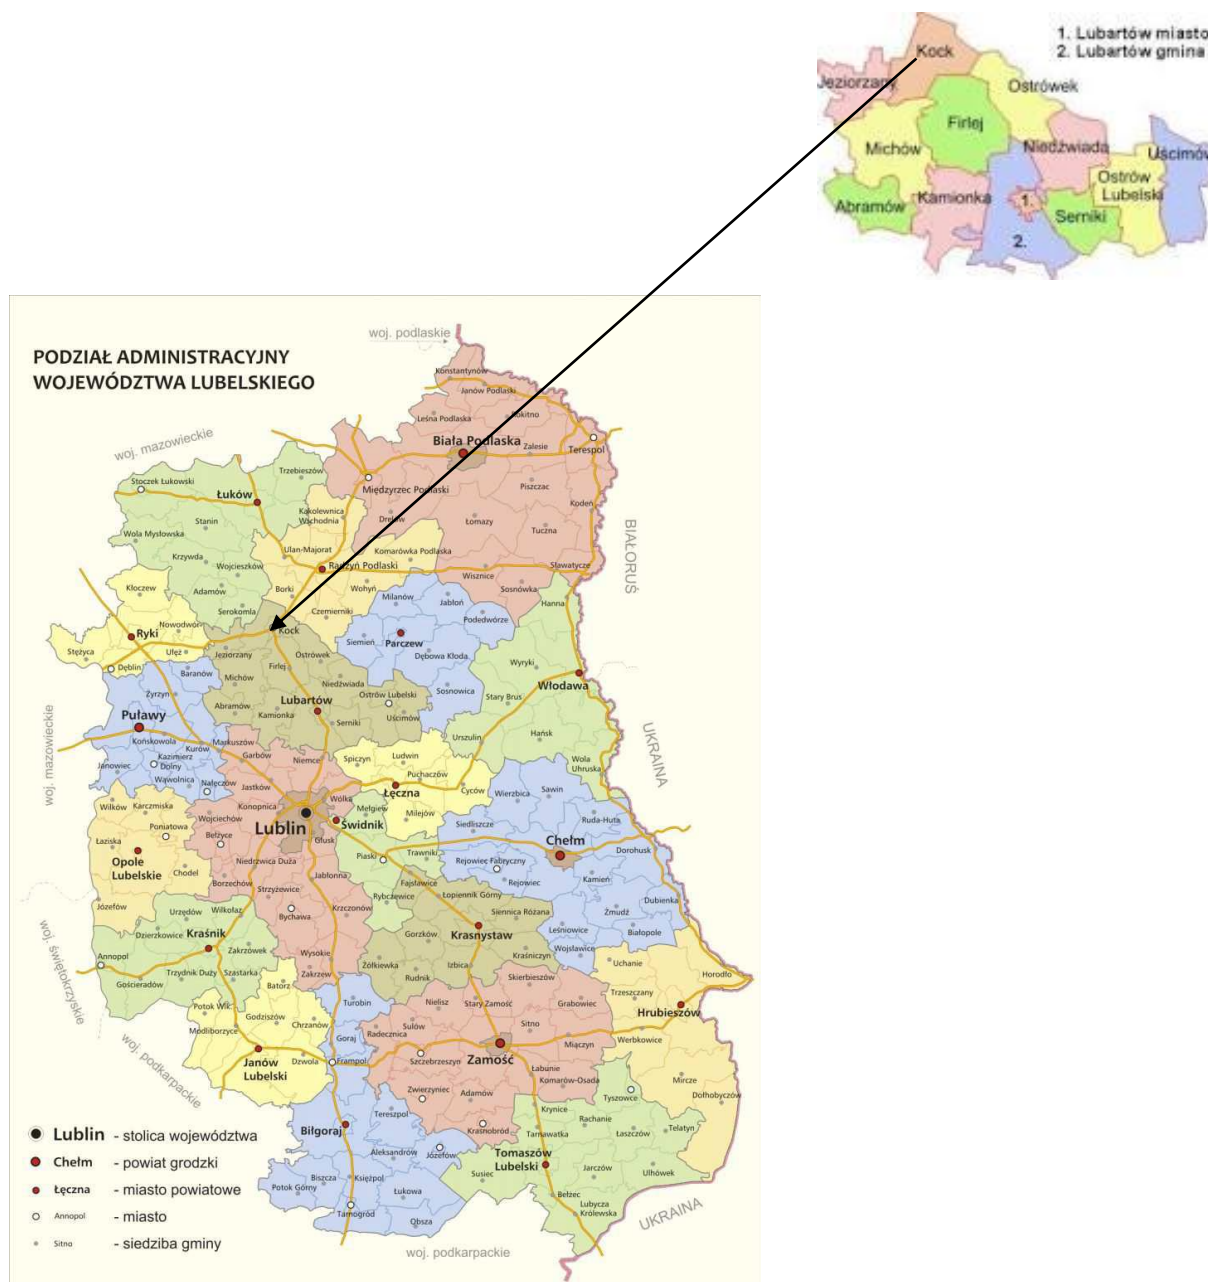 1. Lubartów miasto
2. Lubartów gmina
Kock
Jeziorzany
Ostrówek
Firlej
Michów
Niedźwiada
Uścimów
Ostrów
Lubelski
Kamionka
Abramów
1.
Serniki
2.
PODZIAŁ ADMINISTRACYJNY
WOJEWÓDZTWA LUBELSKIEGO
woj. podlaskie
Konstantynów
Janów Podlaski
Leśna Podlaska
Rokitno
woj. mazowieckie
Biała Podlaska
Zalesie
Terespol
Trzebieszów
Stoczek Łukowski
Łuków
Międzyrzec Podlaski
Piszczac
Kodeń
Kąkolewnica
Wschodnia
Stanin
Drelów
Łomazy
Tuczna
BIAŁORUŚ
Wola Mysłowska
Ulan-Majorat
Komarówka Podlaska
Krzywda
Wojcieszków
Radzyń Podlaski
Sławatycze
Wisznice
Kłoczew
Adamów
Borki
Wohyń
Sosnówka
Milanów
Jabłoń
Hanna
Serokomla
Czemierniki
Podedwórze
Nowodwór
Ryki
Kock
Siemień
Parczew
Stężyca
Ułęż
Jeziorzany
Ostrówek
Dębowa Kłoda
Dęblin
Firlej
Wyryki
Baranów
Michów
Niedźwiada
Włodawa
Żyrzyn
Ostrów Lubelski
Sosnowica
Stary Brus
Puławy
Abramów
Lubartów
Kamionka
Uścimów
Serniki
woj. mazowieckie
Końskowola
Kurów
Markuszów
Urszulin
Hańsk
UKRAINA
Kazimierz
Dolny
Janowiec
Garbów
Niemce
Spiczyn
Ludwin
Wola
Uhruska
Wąwolnica
Nałęczów
Jastków
Puchaczów
Łęczna
Cyców
Wierzbica
Sawin
Wilków
Karczmiska
Konopnica
Wólka
Mełgiew
Milejów
Poniatowa
Wojciechów
Lublin
Świdnik
Siedliszcze
Ruda-Huta
Łaziska
Bełżyce
Głusk
Chełm
Dorohusk
Opole
Lubelskie
Niedrzwica Duża
Piaski
Trawniki
Rejowiec Fabryczny
Chodel
Jabłonna
Rejowiec
Kamień
Borzechów
Strzyżewice
Fajsławice
Rybczewice
Łopiennik Górny
Dubienka
Józefów
Urzędów
Wilkołaz
Bychawa
Krzczonów
Siennica Różana
Żmudź
Dzierzkowice
Kraśnik
Gorzków
Krasnystaw
Leśniowice
Białopole
woj. świętokrzyskie
Annopol
Zakrzówek
Wysokie
Żółkiewka
Izbica
Kraśniczyn
Wojsławice
Uchanie
Gościeradów
Trzydnik Duży
Szastarka
Zakrzew
Rudnik
Skierbieszów
Horodło
Batorz
Turobin
Nielisz
Stary Zamość
Grabowiec
Trzeszczany
Potok Wlk.
Godziszów
Chrzanów
Sułów
Sitno
Hrubieszów
Modliborzyce
Goraj
Radecznica
Miączyn
Werbkowice
woj. podkarpackie
Janów
Lubelski
Dzwola
Frampol
Szczebrzeszyn
Zamość
Łabunie
Komarów-Osada
Mircze
Zwierzyniec
Adamów
Tyszowce
Dołhobyczów
Tereszpol
Krynice
Rachanie
Biłgoraj
Krasnobród
Tarnawatka
Łaszczów
Telatyn
Aleksandrów
Józefów
Tomaszów
Lubelski
Potok Górny
Biszcza
Księżpol
Susiec
Jarczów
Ulhówek
Łukowa
Bełżec
Tarnogród
Obsza
Lubycza
Królewska
UKRAINA
woj. podkarpackie
Lublin - stolica województwa
Chełm - powiat grodzki
Łęczna - miasto powiatowe
Annopol - miasto
Sitno - siedziba gminy